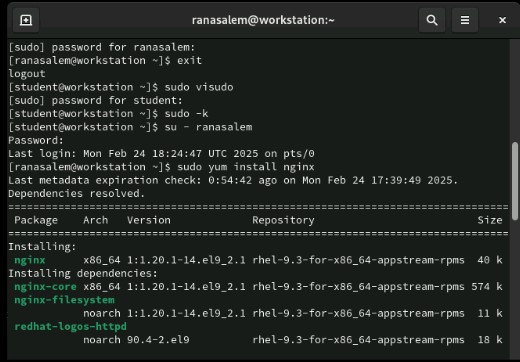 ranasalem@workstation:~
[sudo] password for ranasalem:
[ranasalem@workstation ~]$ exit
logout
[student@workstation ~]$ sudo visudo
[sudo] password for student:
[student@workstation ~]$ sudo -k
[student@workstation ~]$ su - ranasalem
Password:
Last login: Mon Feb 24 18:24:47 UTC 2025 on pts/0
[ranasalem@workstation ~]$ sudo yum install nginx
Last metadata expiration check: 0:54:42 ago on Mon Feb 24 17:39:49 2025.
Dependencies resolved.
================================================================================
Package Arch Version Repository Size
================================================================================
Installing:
nginx x86_64 1:1.20.1-14.el9_2.1 rhel-9.3-for-x86_64-appstream-rpms 40 k
Installing dependencies:
nginx-core x86_64 1:1.20.1-14.el9_2.1 rhel-9.3-for-x86_64-appstream-rpms 574 k
nginx-filesystem
noarch 1:1.20.1-14.el9_2.1 rhel-9.3-for-x86_64-appstream-rpms 11 k
redhat-logos-httpd
noarch 90.4-2.el9 rhel-9.3-for-x86_64-appstream-rpms 18 k